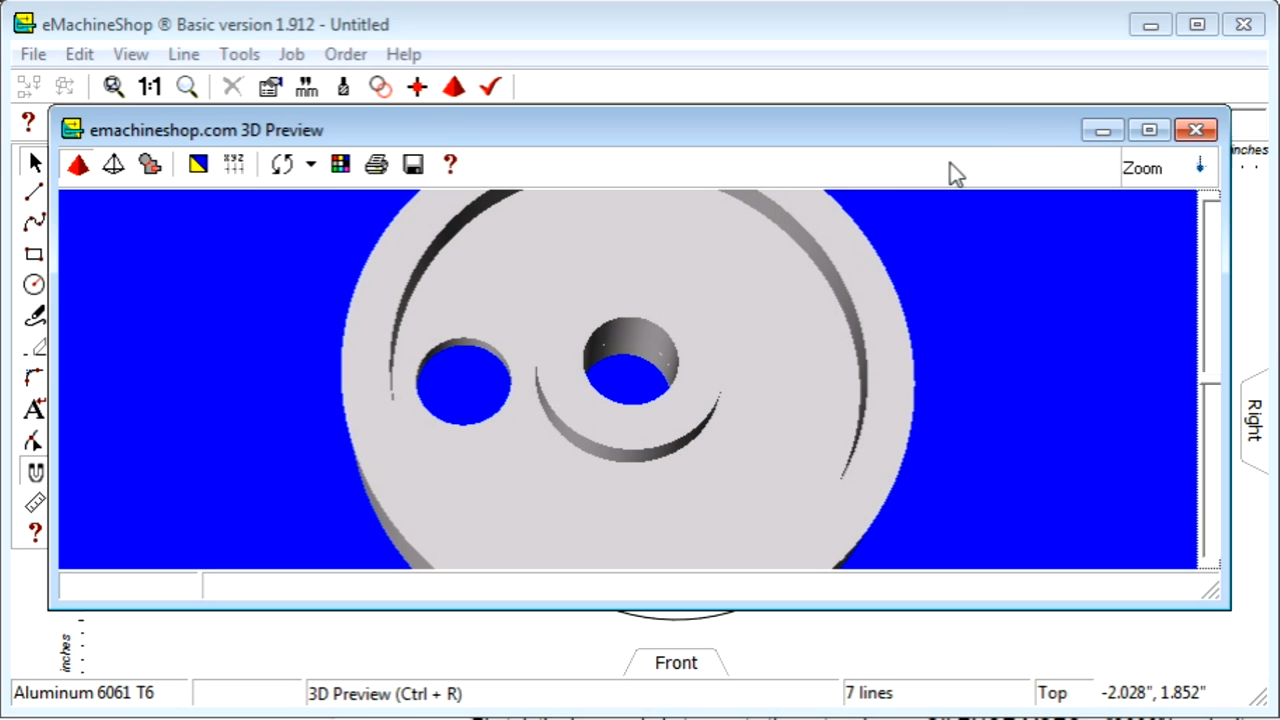 eMachineShop ® Basic version 1.912 - Untitled
File Edit View Line Tools Job Order Help
1:1 mm
emachineshop.com 3D Preview
inches
XYZ
Zoom
A
Right
inches
Front
Aluminum 6061 T6 3D Preview (Ctrl + R) 7 lines Top -2.028", 1.852"